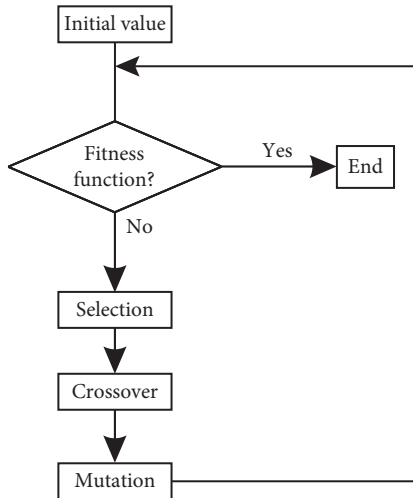 Initial value
Fitness
function?
Yes
End
No
Selection
Crossover
Mutation